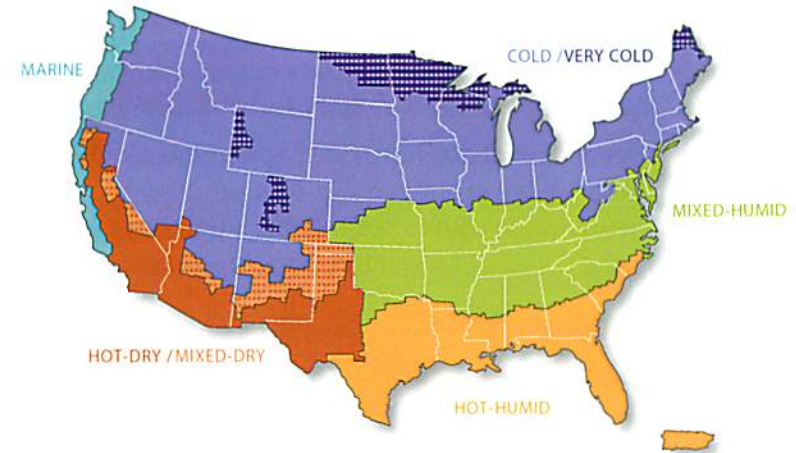 COLD /VERY COLD
MARINE
MIXED-HUMID
HOT-DRY /MIXED-DRY
HOT-HUMID